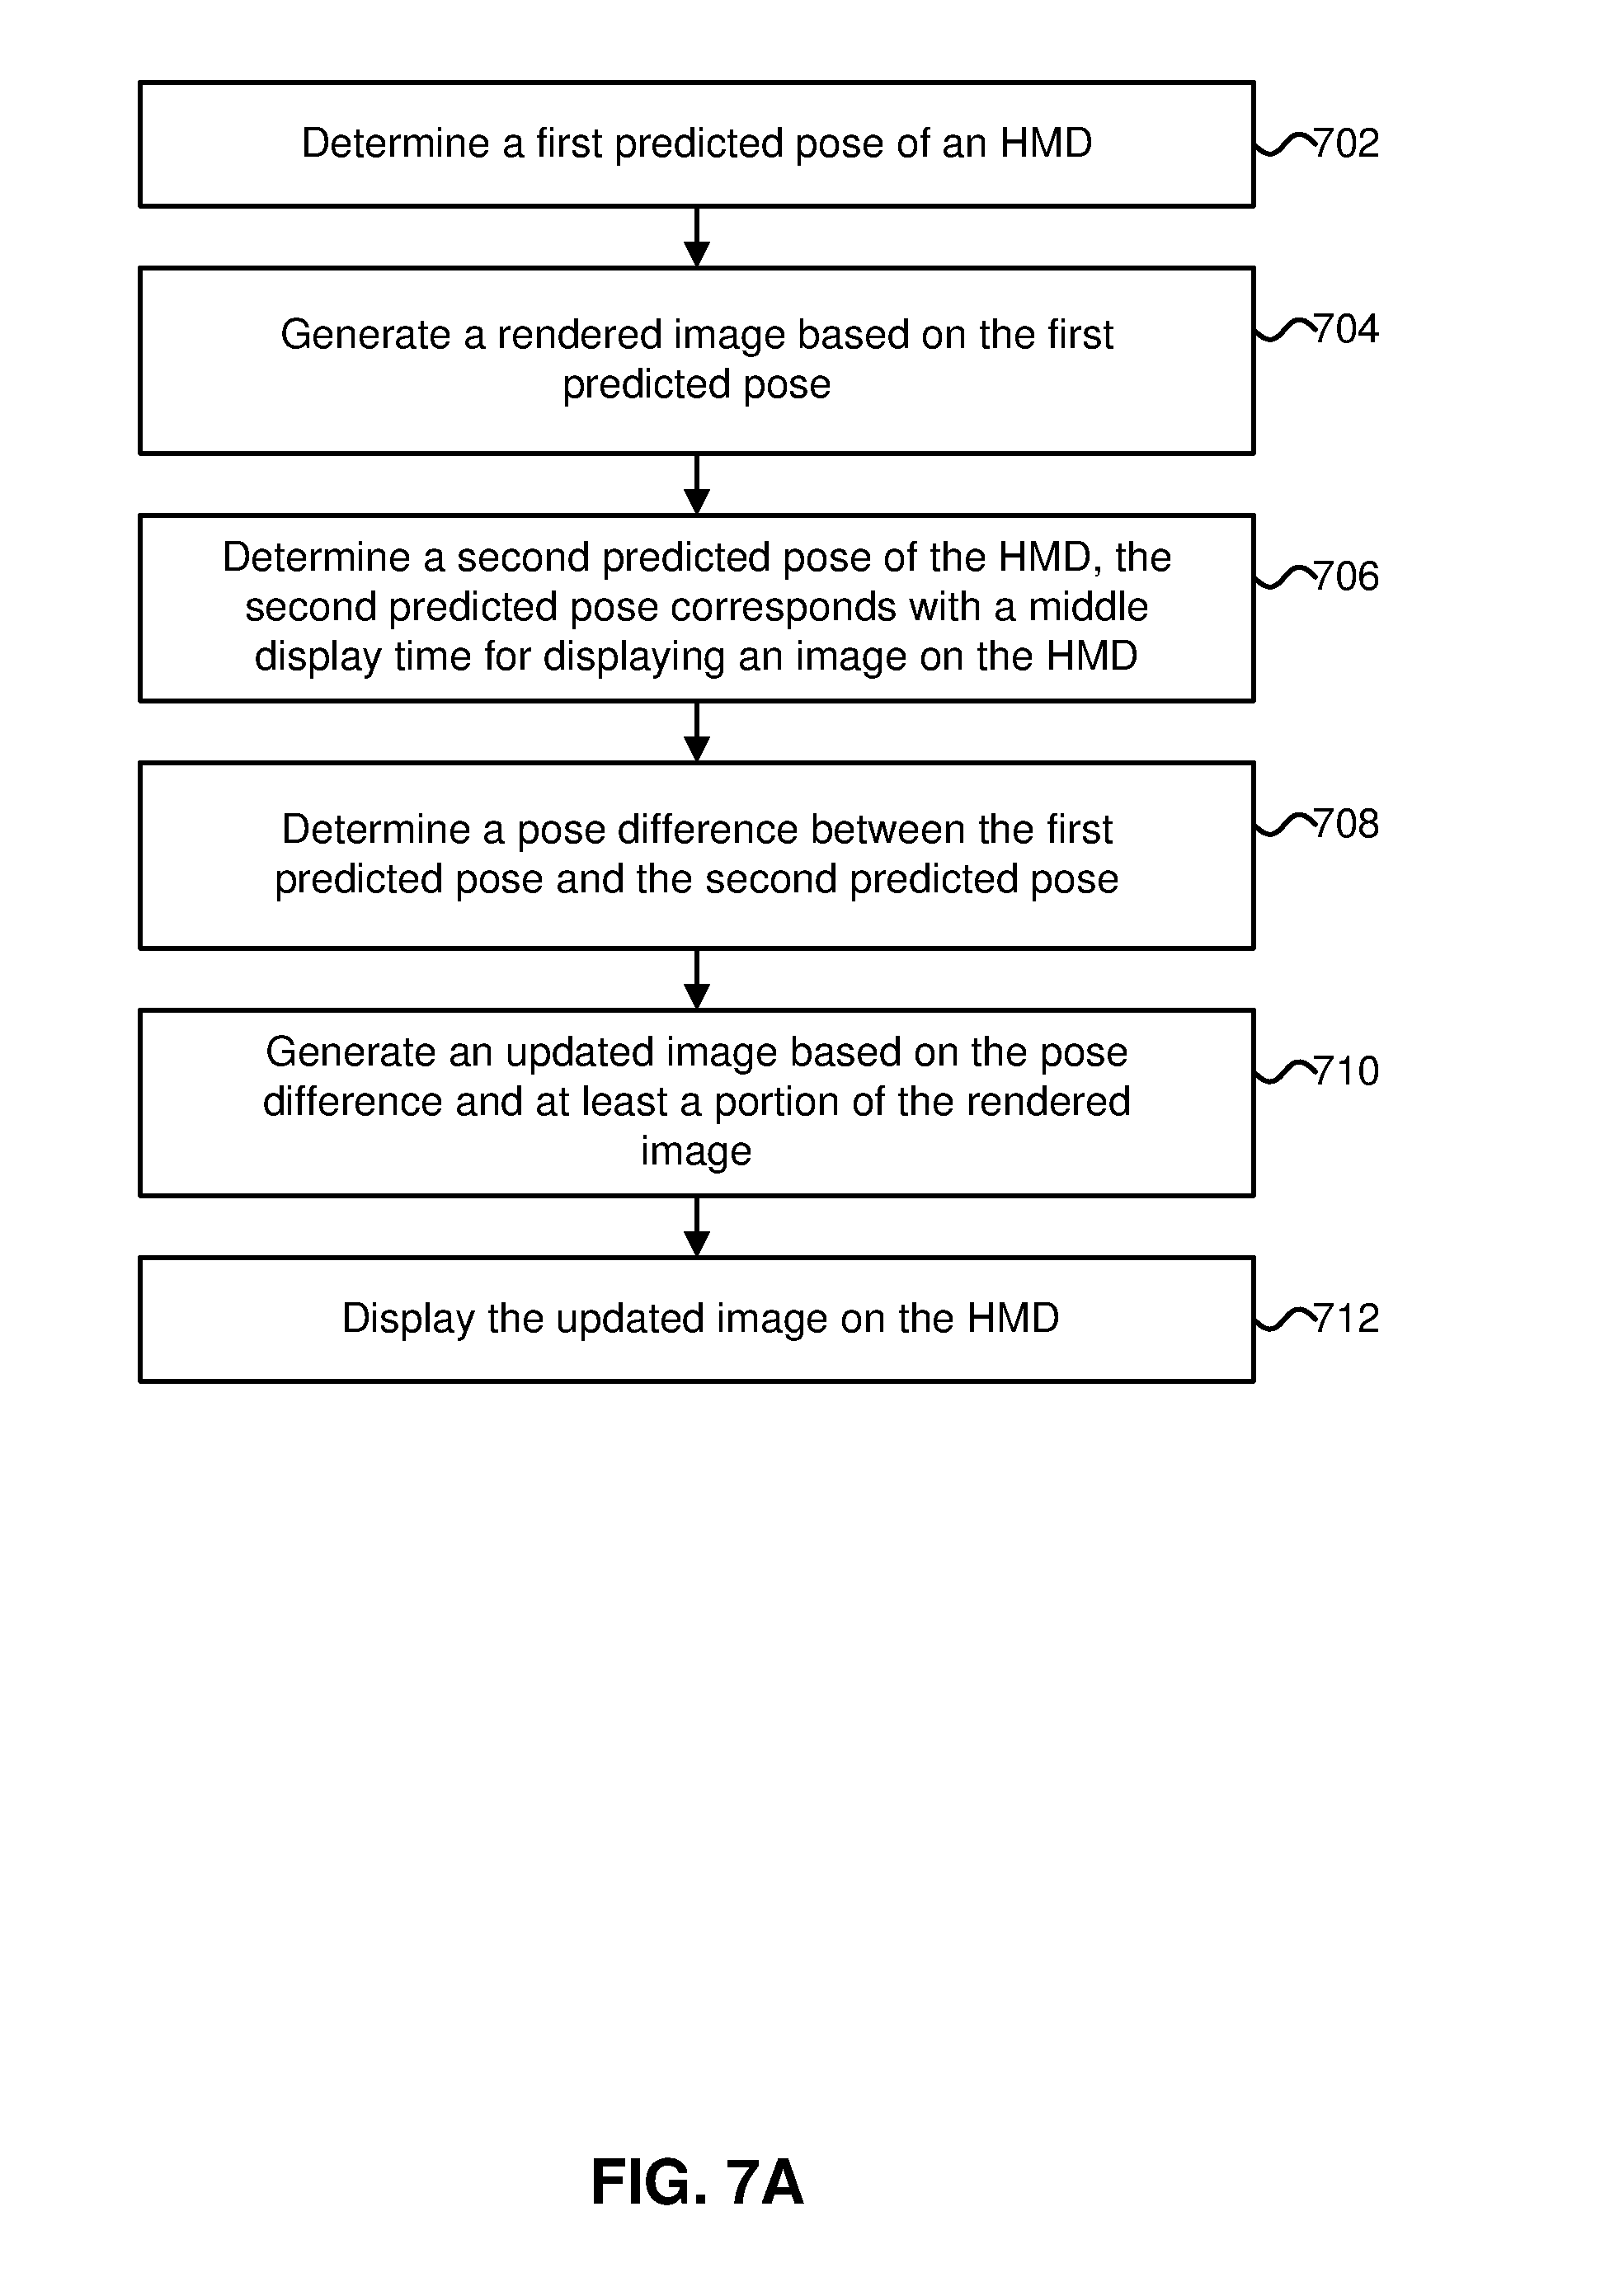 Determine a first predicted pose of an HMD
702
Generate a rendered image based on the first
predicted pose
704
Determine a second predicted pose of the HMD, the
second predicted pose corresponds with a middle
display time for displaying an image on the HMD
706
Determine a pose difference between the first
predicted pose and the second predicted pose
708
Generate an updated image based on the pose
difference and at least a portion of the rendered
image
710
Display the updated image on the HMD
712
FIG. 7A